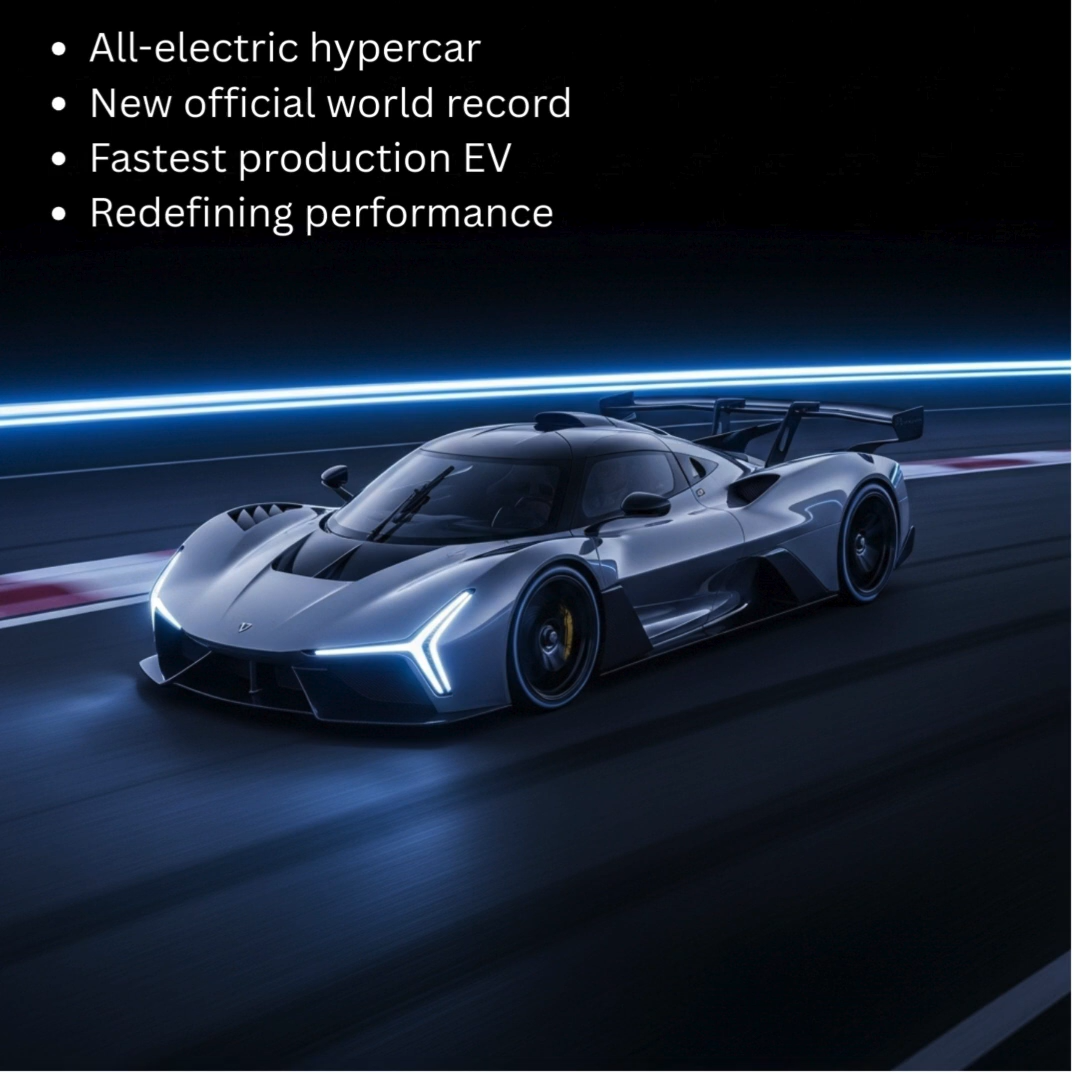 • All-electric hypercar
• New official world record
• Fastest production EV
• Redefining performance